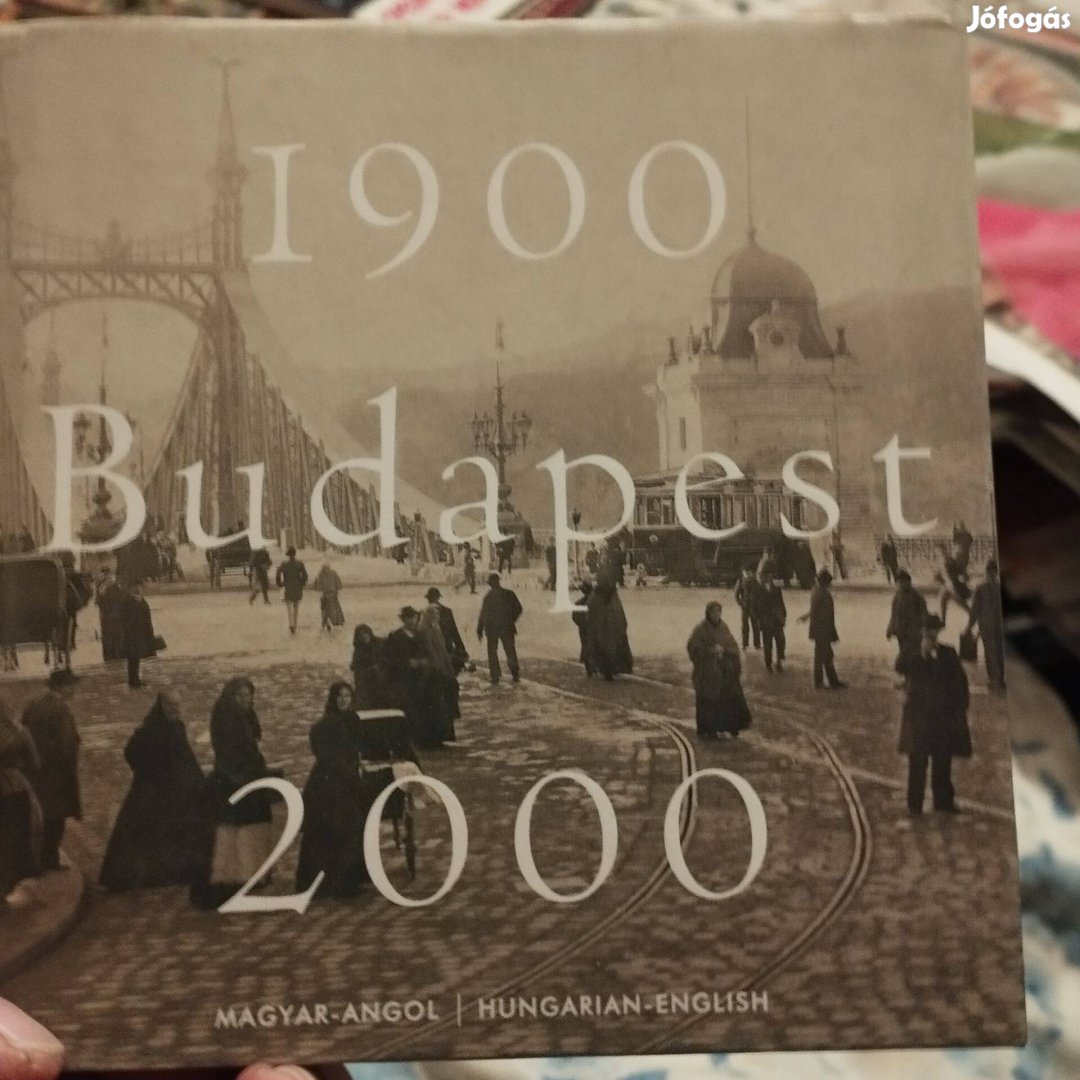 Jófogás
1900
Budapest
2000
MAGYAR-ANGOL | HUNGARIAN-ENGLISH